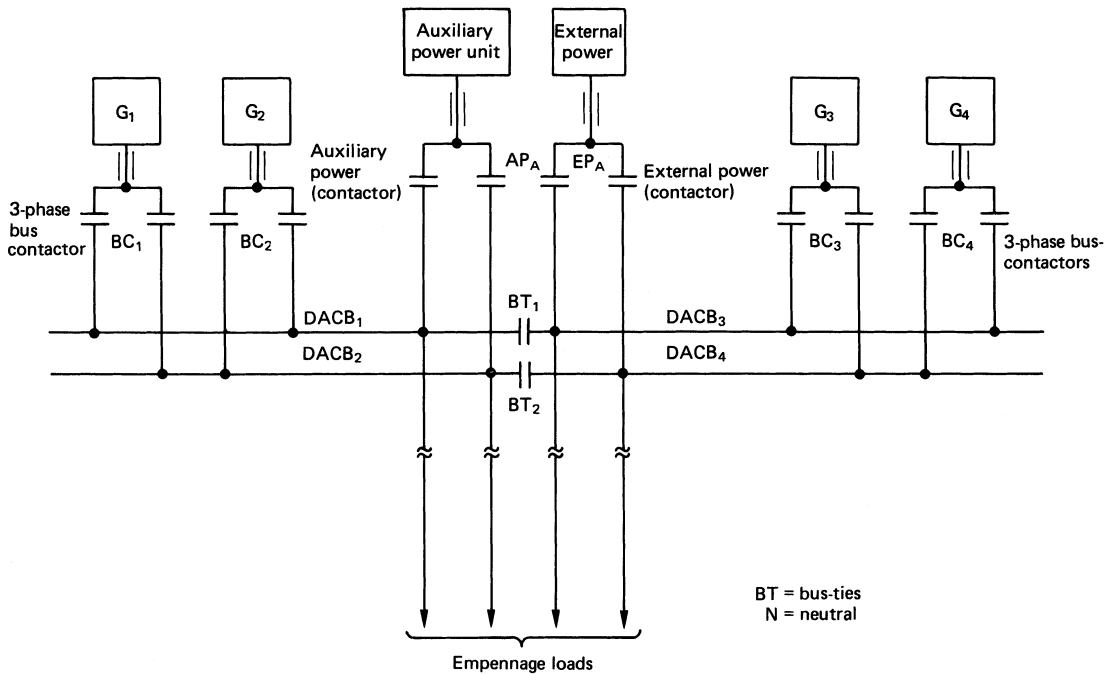 Auxiliary
power unit
External
power
G₁
G₂
G₃
G₄
Auxiliary
power
(contactor)
AP_A
EP_A
External power
(contactor)
3-phase
bus
contactor
BC₁
BC₂
BC₃
BC₄
3-phase bus-
contactors
DACB₁
BT₁
DACB₃
DACB₂
DACB₄
BT₂
BT = bus-ties
N = neutral
Empennage loads